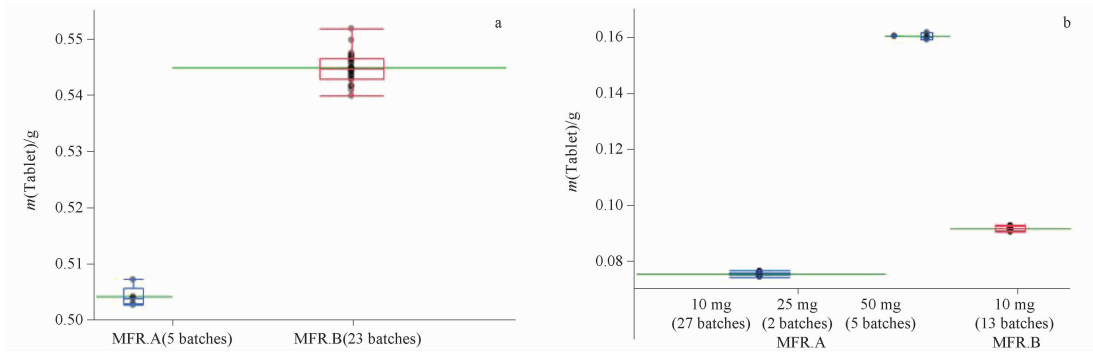 a
0.55
0.54
0.53
0.52
0.51
0.50
m(Tablet)/g
MFR.A(5 batches)
MFR.B(23 batches)
b
0.16
0.14
0.12
0.10
0.08
m(Tablet)/g
10 mg
(27 batches)
25 mg
(2 batches)
50 mg
(5 batches)
MFR.A
10 mg
(13 batches)
MFR.B